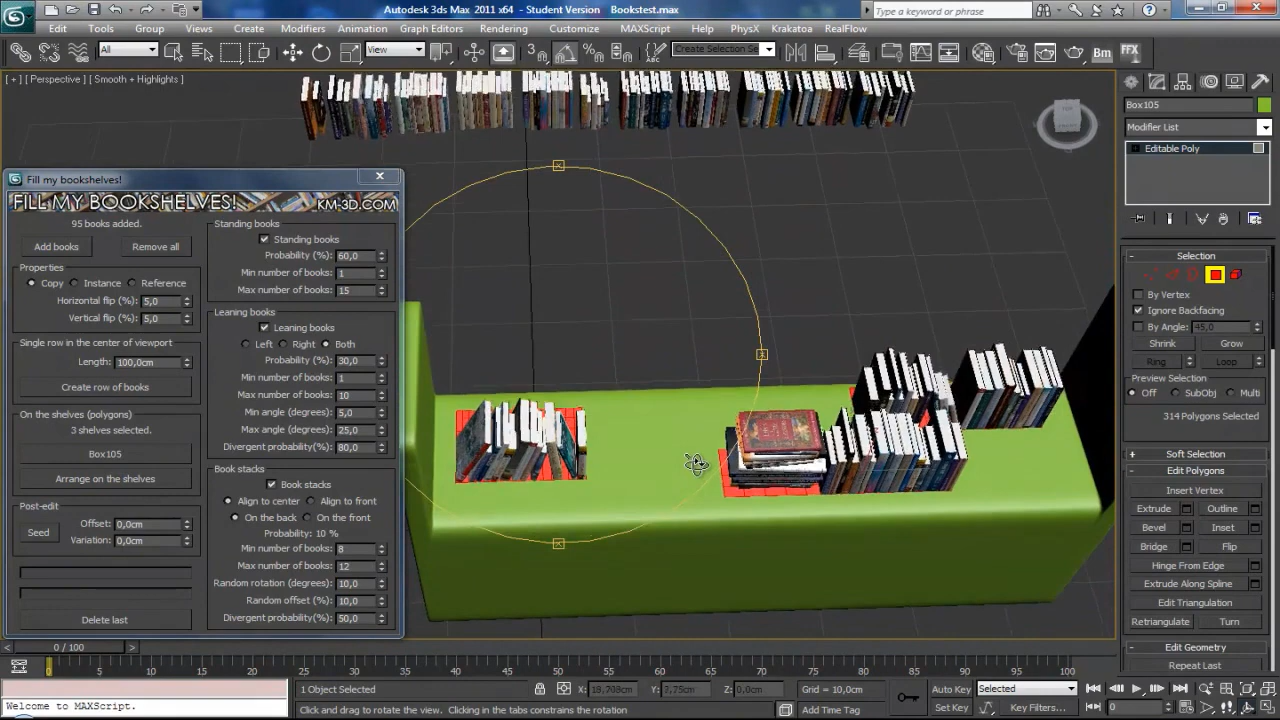 Autodesk 3ds Max 2011 x64 - Student Version Bookstest.max
Type a keyword or phrase
Edit Tools Group Views Create Modifiers Animation Graph Editors Rendering Customize MAXScript Help PhysX Krakatoa RealFlow
All View Create Selection Se Bm FFX
[ + ] [ Perspective ] [ Smooth + Highlights ]
Fill my bookshelves!
FILL MY BOOKSHELVES! KM-3D.COM
95 books added.
Add books Remove all
Properties
Copy Instance Reference
Horizontal flip (%): 5,0
Vertical flip (%): 5,0
Single row in the center of viewport
Length: 100,0cm
Create row of books
On the shelves (polygons)
3 shelves selected.
Box105
Arrange on the shelves
Post-edit
Seed
Offset: 0,0cm
Variation: 0,0cm
Delete last
Standing books
Standing books
Probability (%): 60,0
Min number of books: 1
Max number of books: 15
Leaning books
Leaning books
Left Right Both
Probability (%): 30,0
Min number of books: 1
Max number of books: 10
Min angle (degrees): 5,0
Max angle (degrees): 25,0
Divergent probability(%): 80,0
Book stacks
Book stacks
Align to center Align to front
On the back On the front
Probability: 10 %
Min number of books: 8
Max number of books: 12
Random rotation (degrees): 10,0
Random offset (%): 10,0
Divergent probability(%): 50,0
Box105
Modifier List
Editable Poly
Selection
By Vertex
Ignore Backfacing
By Angle: 45,0
Shrink Grow
Ring Loop
Preview Selection
Off SubObj Multi
314 Polygons Selected
Soft Selection
Edit Polygons
Insert Vertex
Extrude Outline
Bevel Inset
Bridge Flip
Hinge From Edge
Extrude Along Spline
Edit Triangulation
Retriangulate Turn
Edit Geometry
Repeat Last
0 / 100
0 5 10 15 20 25 30 35 40 45 50 55 60 65 70 75 80 85 90 95 100
1 Object Selected X: 18,703cm Y: 2,75cm Z: 0,0cm Grid = 10,0cm Auto Key Selected
Welcome to MAXScript. Click and drag to rotate the view. Clicking in the tabs constrains the rotation Add Time Tag Set Key Key Filters... 0